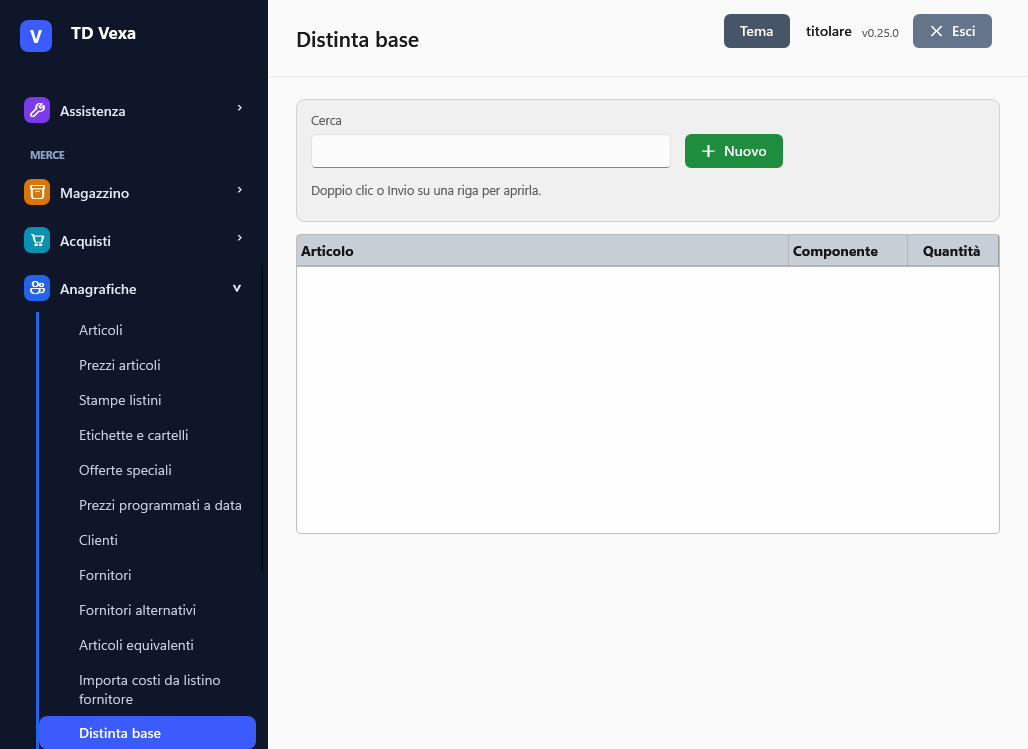 V
TD Vexa
Assistenza
MERCE
Magazzino
Acquisti
Anagrafiche
Articoli
Prezzi articoli
Stampe listini
Etichette e cartelli
Offerte speciali
Prezzi programmati a data
Clienti
Fornitori
Fornitori alternativi
Articoli equivalenti
Importa costi da listino
fornitore
Distinta base
Distinta base
Tema
titolare
v0.25.0
Esci
Cerca
Nuovo
Doppio clic o Invio su una riga per aprirla.
Articolo
Componente
Quantità